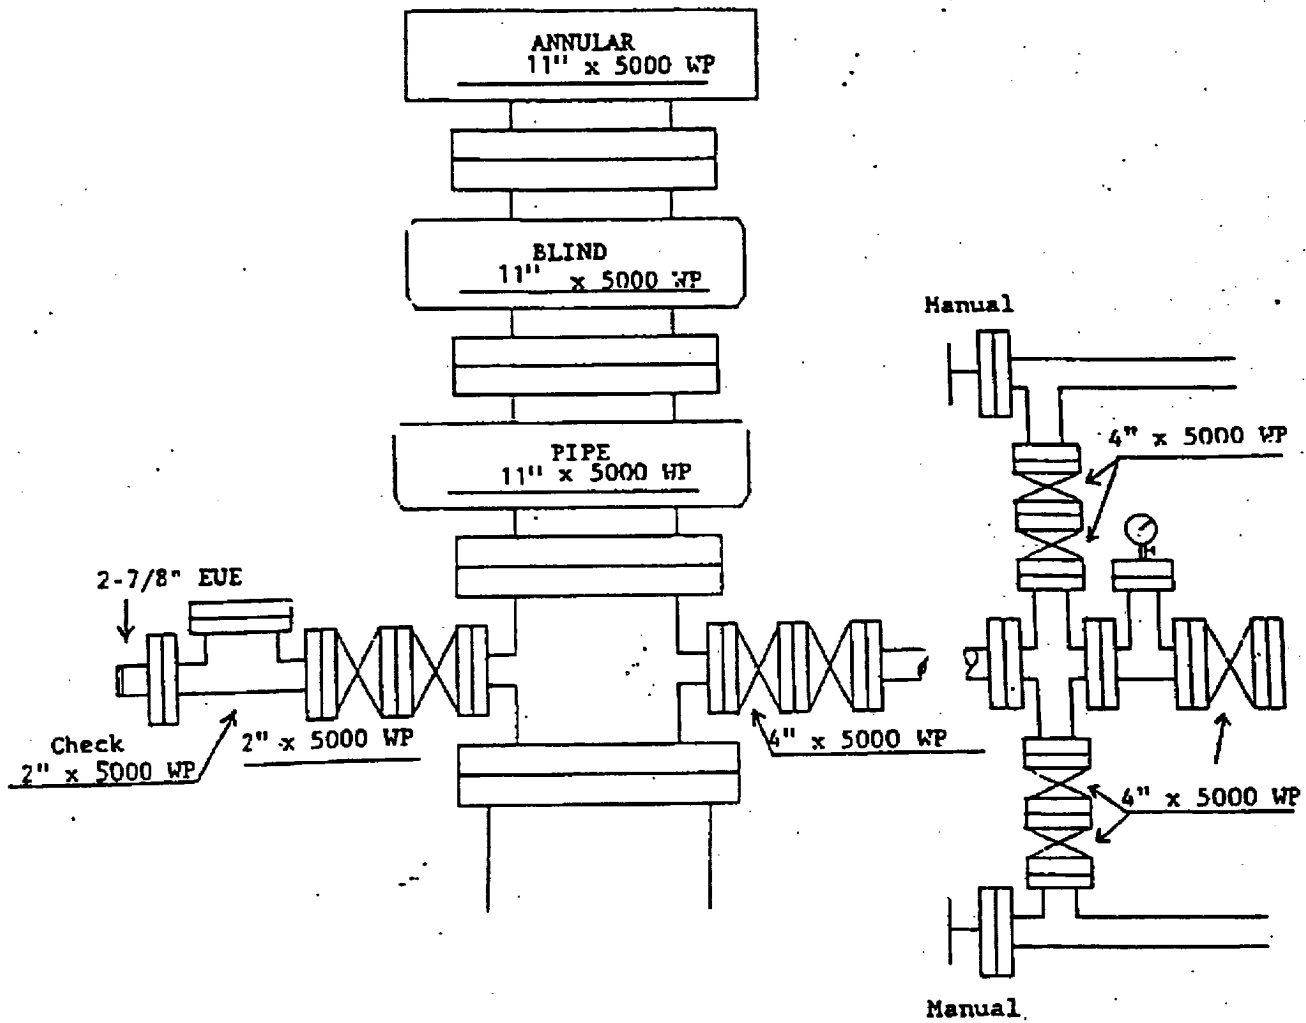 ANNULAR
11" x 5000 WP
BLIND
11" x 5000 WP
PIPE
11" x 5000 WP
2-7/8" EUE
Check
2" x 5000 WP
2" x 5000 WP
4" x 5000 WP
Manual
4" x 5000 WP
4" x 5000 WP
Manual